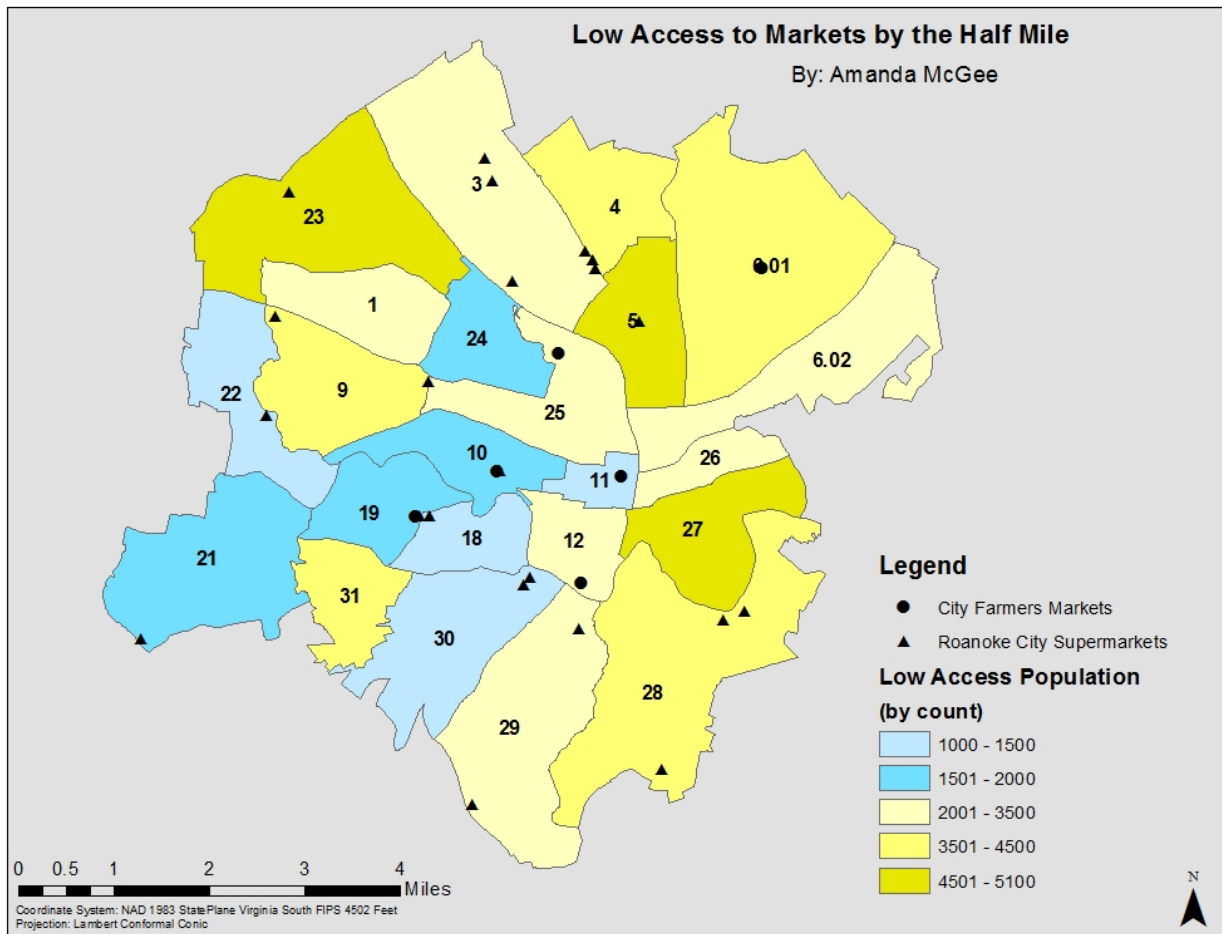 Low Access to Markets by the Half Mile
By: Amanda McGee
3
4
23
6.01
1
5
24
6.02
22
9
25
10
26
11
19
27
18
12
21
31
30
28
29
Legend
City Farmers Markets
Roanoke City Supermarkets
Low Access Population
(by count)
1000 - 1500
1501 - 2000
2001 - 3500
3501 - 4500
4501 - 5100
0 0.5 1 2 3 4
Miles
N
Coordinate System: NAD 1983 StatePlane Virginia South FIPS 4502 Feet
Projection: Lambert Conformal Conic